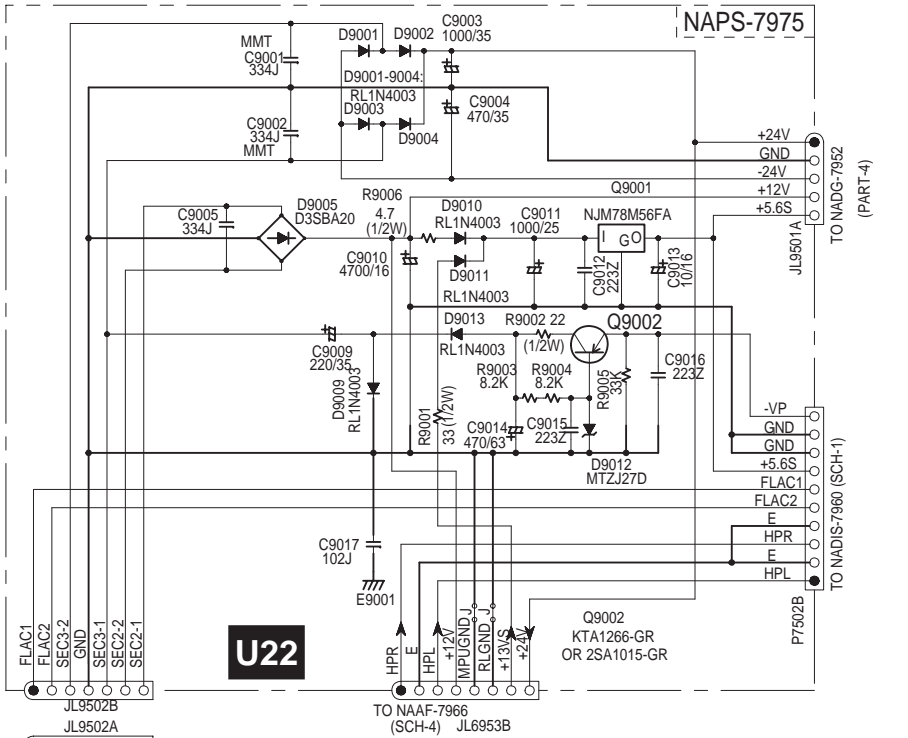 NAPS-7975
C9003
1000/35
D9001
D9002
MMT
C9001
334J
D9001-9004:
RL1N4003
D9003
D9004
C9004
470/35
C9002
334J
MMT
+24V
GND
-24V
+12V
+5.6S
JL9501A
TO NADG-7952
(PART-4)
C9005
334J
D9005
D3SBA20
R9006
4.7
(1/2W)
D9010
RL1N4003
C9011
1000/25
Q9001
NJM78M56FA
I
G
O
C9010
4700/16
D9011
RL1N4003
C9012
223Z
C9013
10/16
D9013
RL1N4003
R9002 22
(1/2W)
Q9002
C9009
220/35
D9009
RL1N4003
R9003
8.2K
R9004
8.2K
R9005
33K
C9016
223Z
R9001
33 (1/2W)
C9014
470/63
C9015
223Z
D9012
MTZJ27D
-VP
GND
GND
+5.6S
FLAC1
FLAC2
E
HPR
E
HPL
P7502B
TO NADIS-7960 (SCH-1)
C9017
102J
E9001
FLAC1
FLAC2
SEC3-2
GND
SEC3-1
SEC2-2
SEC2-1
U22
HPR
E
HPL
+12V
MPUGND_J
RLGND_J
+13VS
+24V
Q9002
KTA1266-GR
OR 2SA1015-GR
JL9502B
JL9502A
TO NAAF-7966
(SCH-4)
JL6953B